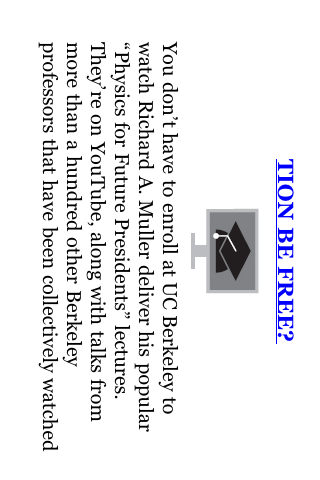 TION BE FREE?
You don’t have to enroll at UC Berkeley to
watch Richard A. Muller deliver his popular
“Physics for Future Presidents” lectures.
They’re on YouTube, along with talks from
more than a hundred other Berkeley
professors that have been collectively watched